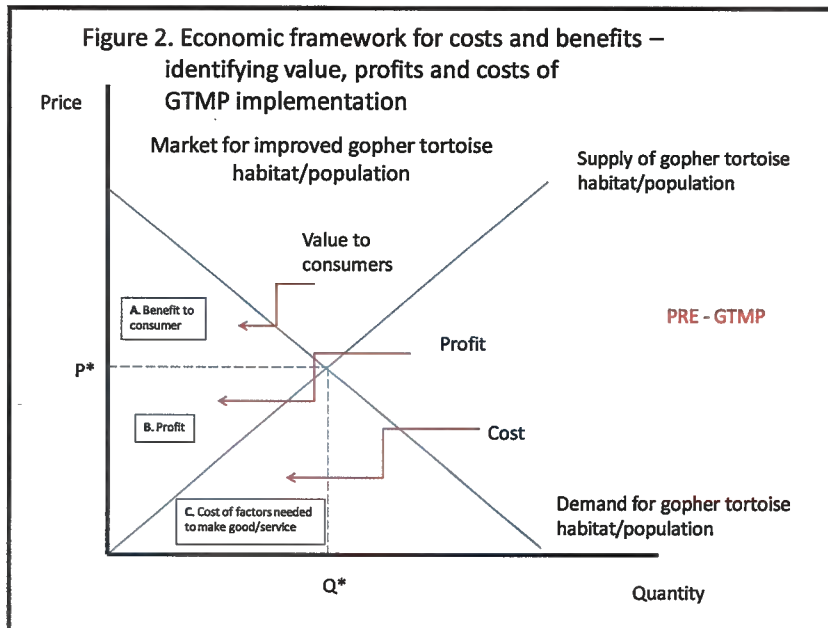 Figure 2. Economic framework for costs and benefits –
identifying value, profits and costs of
GTMP implementation
Price
Market for improved gopher tortoise
habitat/population
Supply of gopher tortoise
habitat/population
Value to
consumers
A. Benefit to
consumer
PRE - GTMP
Profit
P*
B. Profit
Cost
C. Cost of factors needed
to make good/service
Demand for gopher tortoise
habitat/population
Q*
Quantity